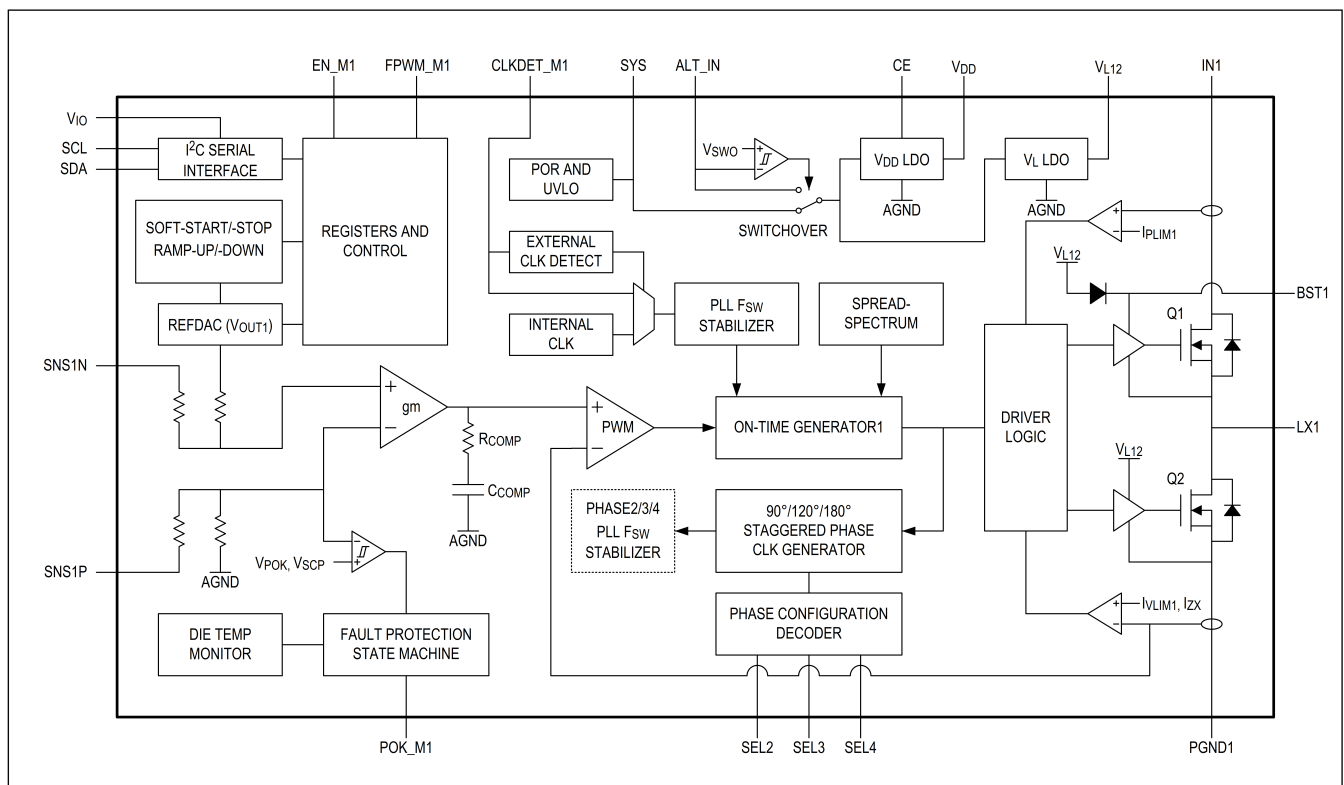 EN_M1
FPWM_M1
CLKDET_M1
SYS
ALT_IN
CE
VDD
VL12
IN1
VIO
SCL
SDA
I2C SERIAL
INTERFACE
SOFT-START/-STOP
RAMP-UP/-DOWN
REFDAC (VOUT1)
REGISTERS AND
CONTROL
POR AND
UVLO
EXTERNAL
CLK DETECT
INTERNAL
CLK
VSWO
+
−
SWITCHOVER
VDD LDO
AGND
VL LDO
AGND
+
−
IPLIM1
VL12
BST1
Q1
PLL FSW
STABILIZER
SPREAD-
SPECTRUM
SNS1N
+
−
gm
RCOMP
CCOMP
AGND
+
−
PWM
ON-TIME GENERATOR1
DRIVER
LOGIC
LX1
VL12
Q2
PHASE2/3/4
PLL FSW
STABILIZER
90°/120°/180°
STAGGERED PHASE
CLK GENERATOR
SNS1P
AGND
VPOK, VSCP
−
+
DIE TEMP
MONITOR
FAULT PROTECTION
STATE MACHINE
PHASE CONFIGURATION
DECODER
+
−
IVLIM1, IZX
POK_M1
SEL2
SEL3
SEL4
PGND1